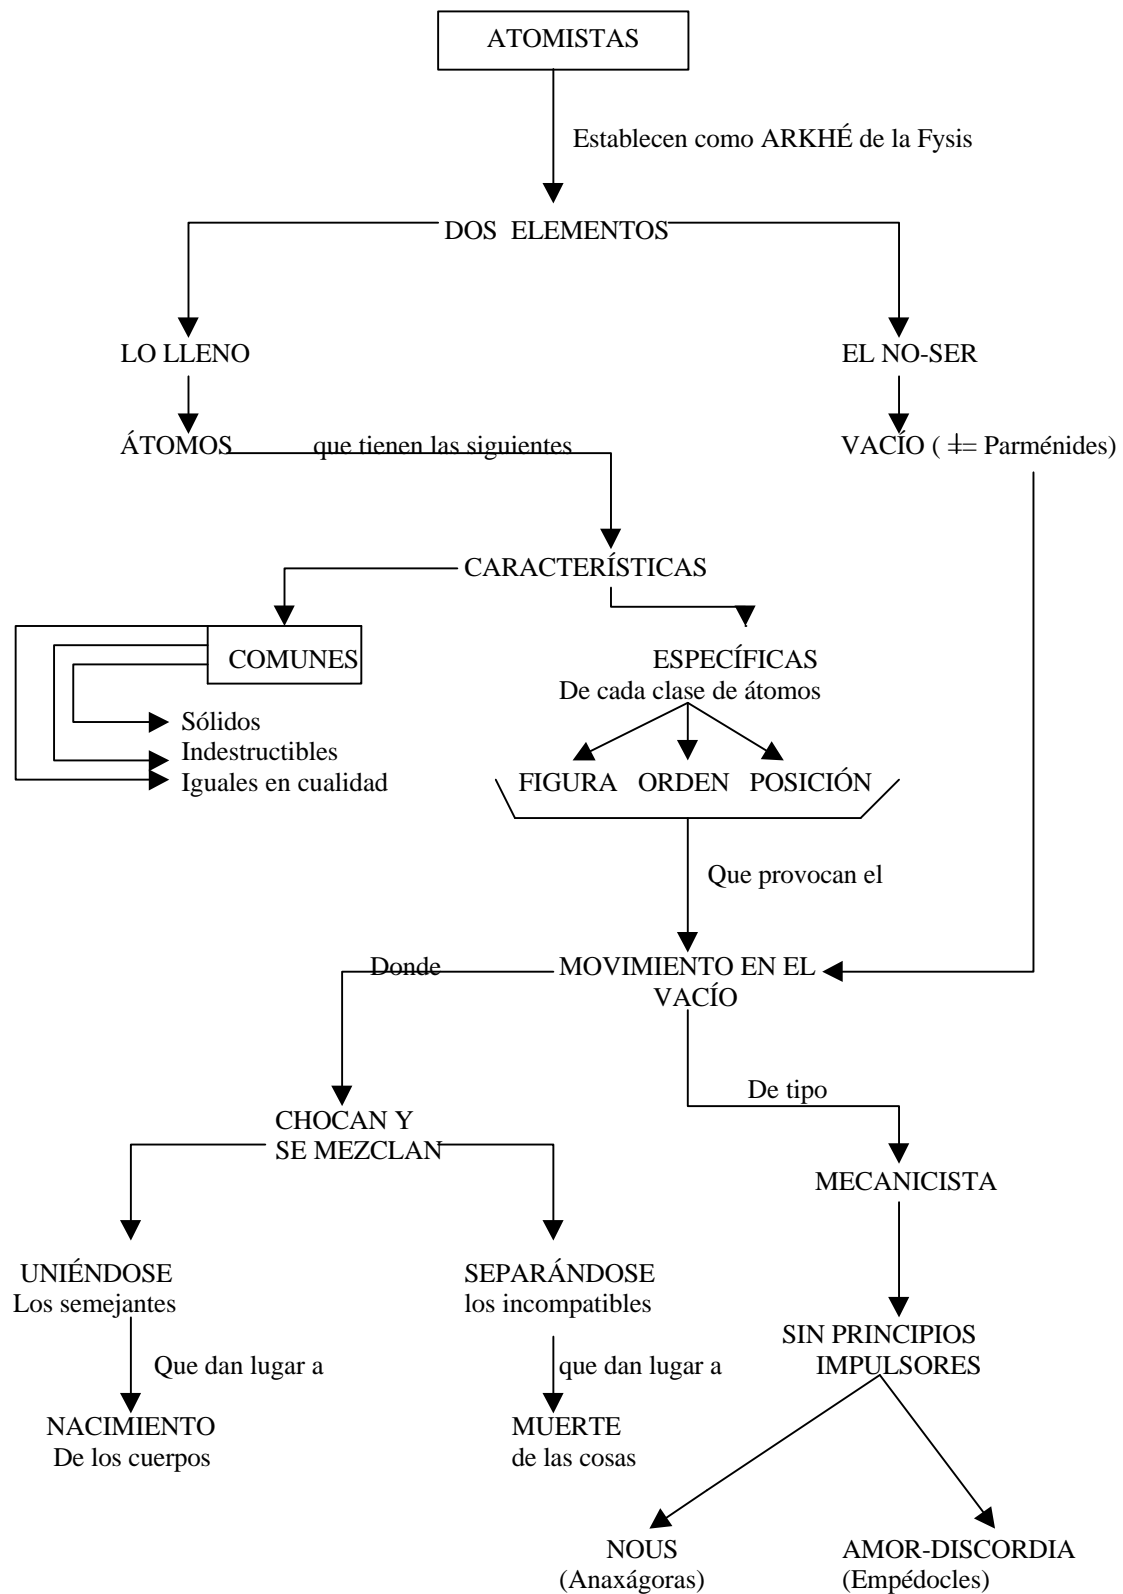 ATOMISTAS
Establecen como ARKHÉ de la Fysis
DOS ELEMENTOS
LO LLENO
EL NO-SER
ÁTOMOS
que tienen las siguientes
VACÍO ( ≠ Parménides)
CARACTERÍSTICAS
COMUNES
ESPECÍFICAS
De cada clase de átomos
Sólidos
Indestructibles
Iguales en cualidad
FIGURA ORDEN POSICIÓN
Que provocan el
Donde
MOVIMIENTO EN EL
VACÍO
De tipo
CHOCAN Y
SE MEZCLAN
MECANICISTA
UNIÉNDOSE
Los semejantes
SEPARÁNDOSE
los incompatibles
SIN PRINCIPIOS
IMPULSORES
Que dan lugar a
que dan lugar a
NACIMIENTO
De los cuerpos
MUERTE
de las cosas
NOUS
(Anaxágoras)
AMOR-DISCORDIA
(Empédocles)